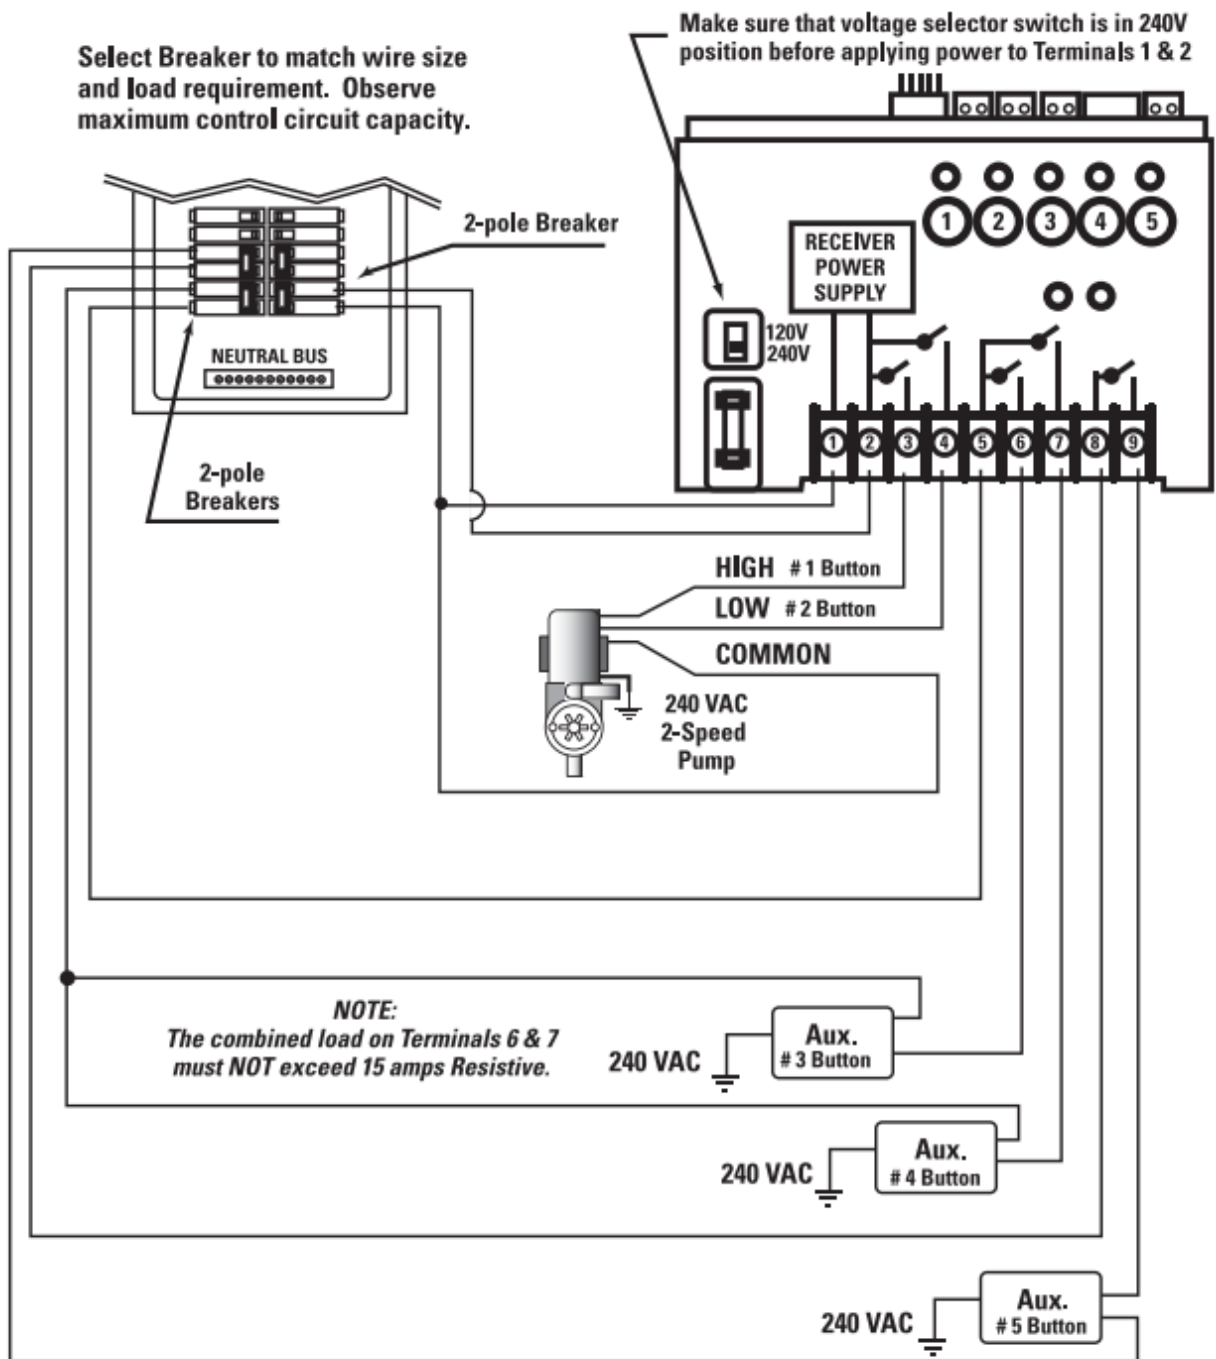 Make sure that voltage selector switch is in 240V
position before applying power to Terminals 1 & 2
Select Breaker to match wire size
and load requirement. Observe
maximum control circuit capacity.
2-pole Breaker
1 2 3 4 5
RECEIVER
POWER
SUPPLY
120V
240V
NEUTRAL BUS
1 2 3 4 5 6 7 8 9
2-pole
Breakers
HIGH # 1 Button
LOW # 2 Button
COMMON
240 VAC
2-Speed
Pump
NOTE:
The combined load on Terminals 6 & 7
must NOT exceed 15 amps Resistive.
Aux.
# 3 Button
240 VAC
Aux.
# 4 Button
240 VAC
Aux.
# 5 Button
240 VAC